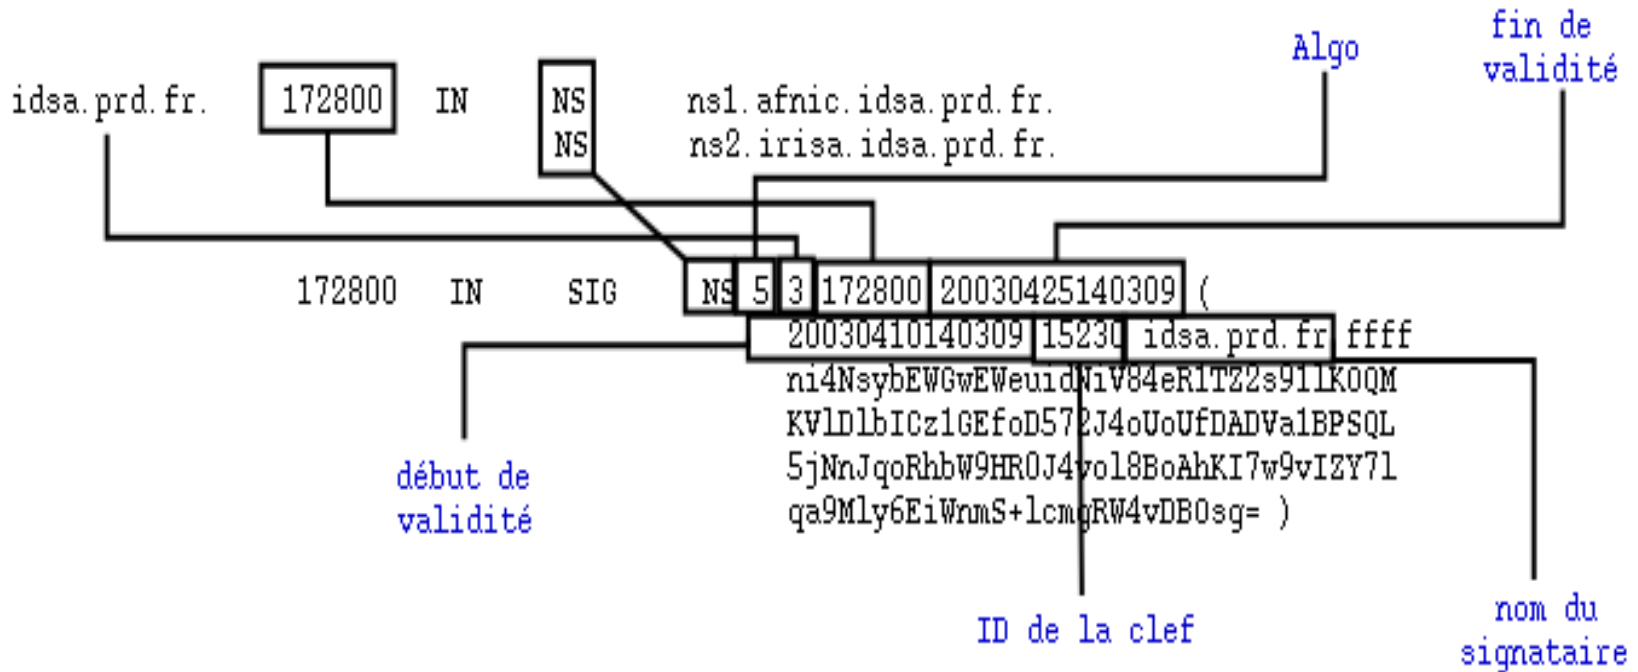 Algo
fin de
validité
idsa.prd.fr. 172800 IN NS ns1.afnic.idsa.prd.fr.
NS ns2.irisa.idsa.prd.fr.
172800 IN SIG NS 5 3 172800 20030425140309 (
20030410140309 15230 idsa.prd.fr ffff
ni4NsybEWGwEWeuidNiV84eR1TZ2s91lK0QM
KVlDlbICz1GEfoD572J4oUoUfDADVa1BPSQL
5jNnJqoRhbW9HR0J4vol8BoAhKI7w9vIZY7l
qa9Mly6EiWnmS+lcmgRW4vDB0sg= )
début de
validité
ID de la clef
nom du
signataire